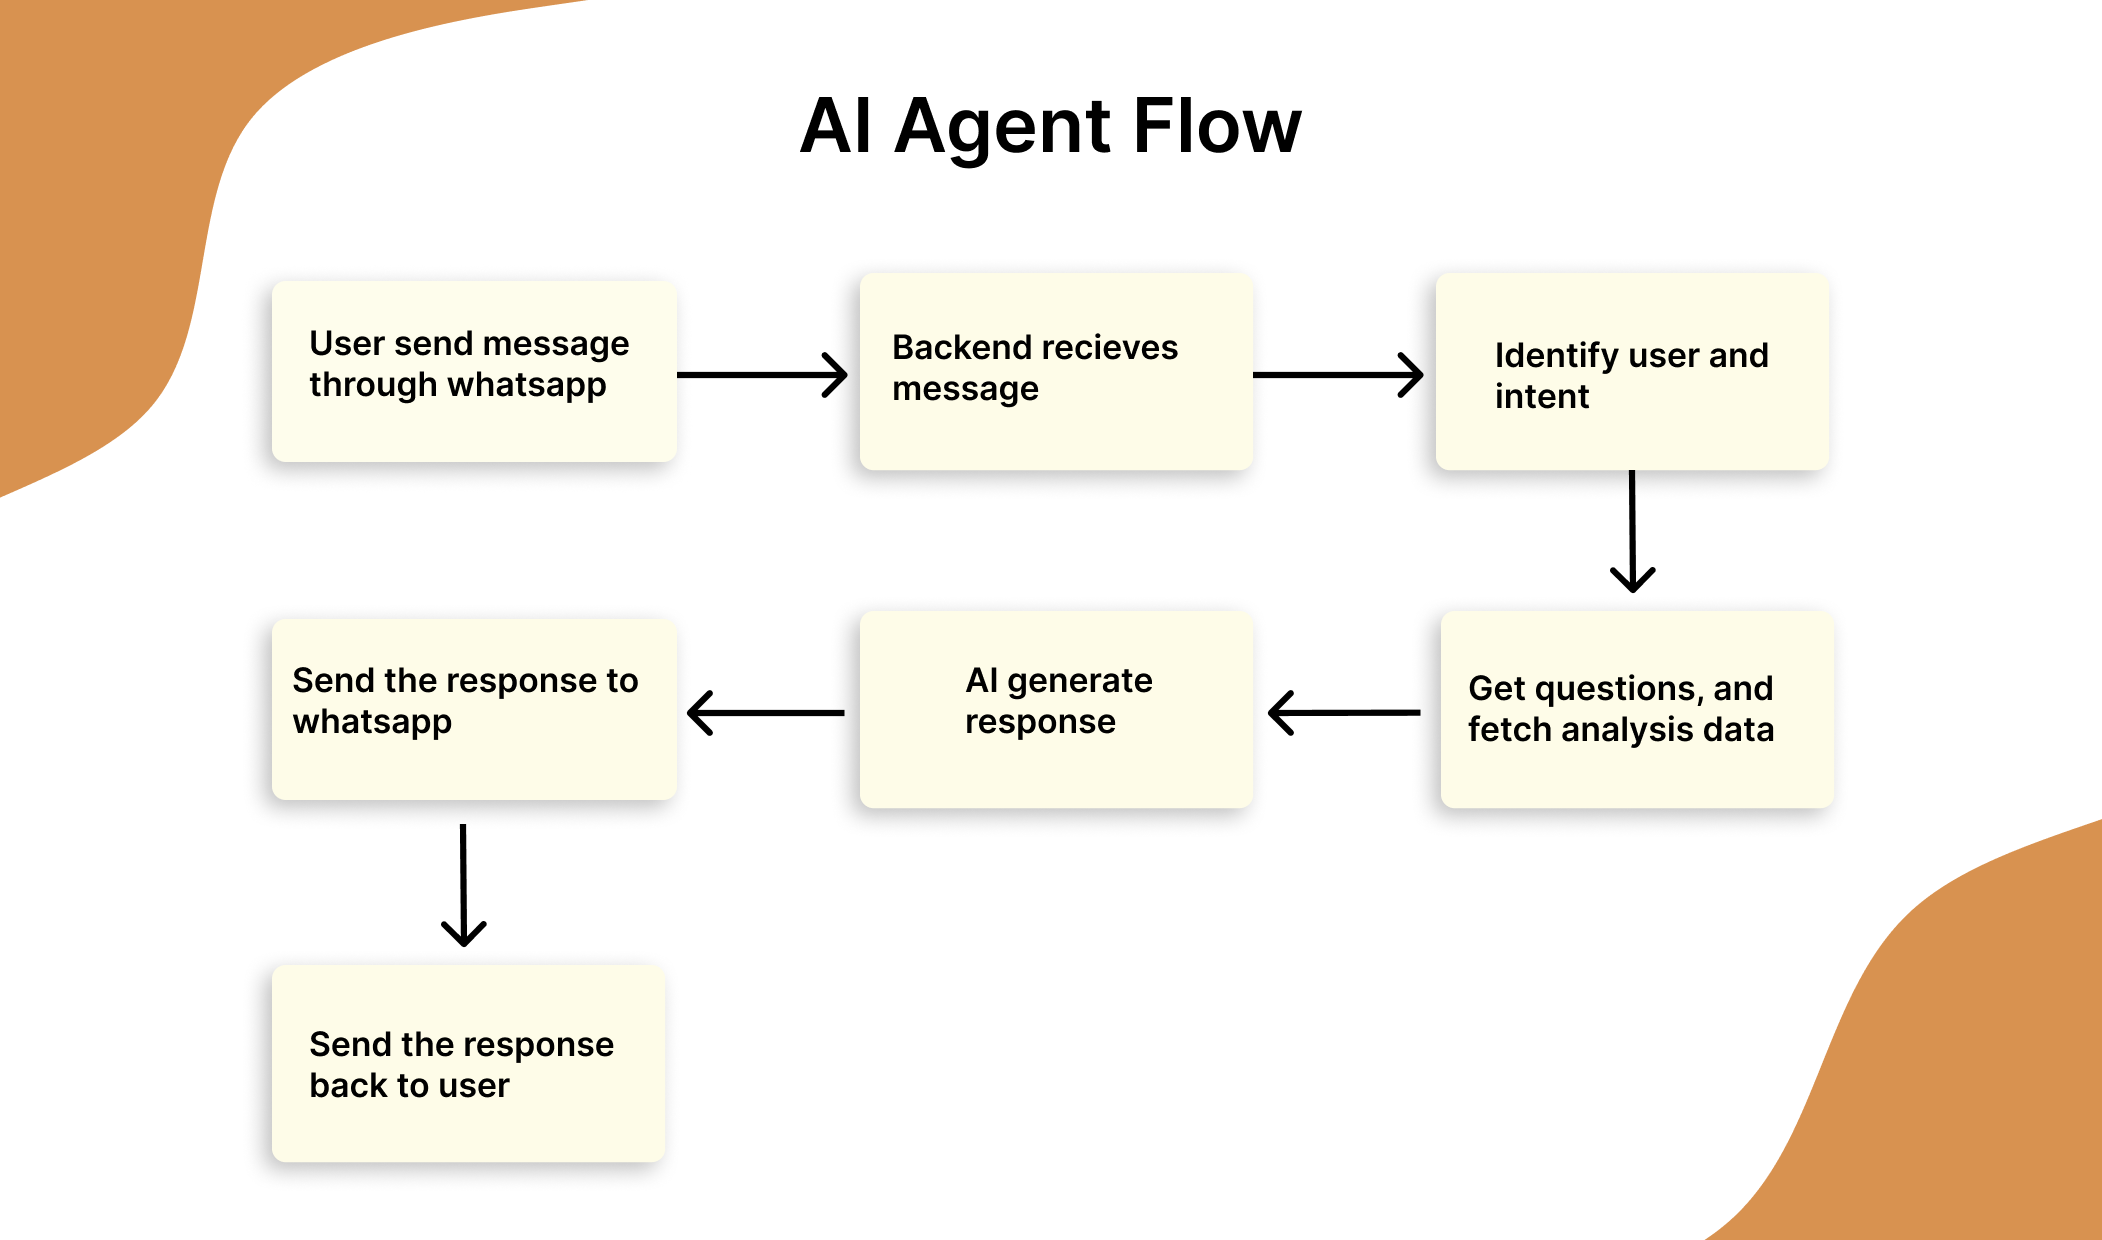 AI Agent Flow
User send message
through whatsapp
Backend recieves
message
Identify user and
intent
Get questions, and
fetch analysis data
AI generate
response
Send the response to
whatsapp
Send the response
back to user